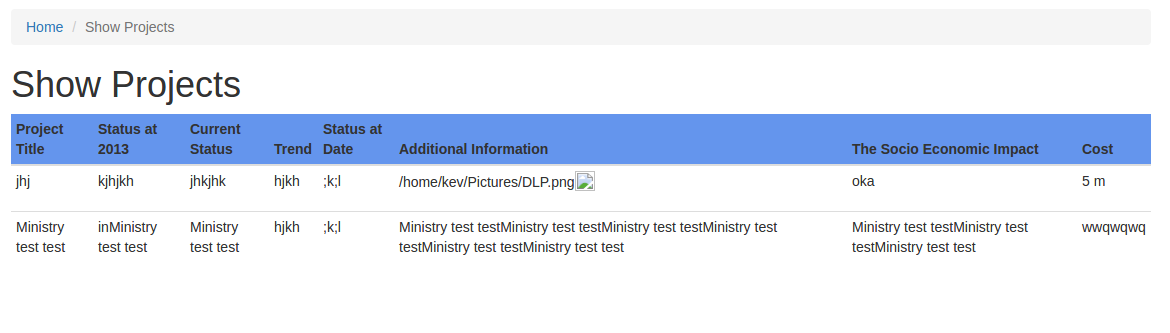 Home / Show Projects
Show Projects
Project Title Status at 2013 Current Status Trend Status at Date Additional Information The Socio Economic Impact Cost
jhj kjhjkh jhkjhk hjkh ;k;l /home/kev/Pictures/DLP.png oka 5 m
Ministry test test inMinistry test test Ministry test test hjkh ;k;l Ministry test testMinistry test testMinistry test testMinistry test testMinistry test testMinistry test test Ministry test testMinistry test testMinistry test test wwqwqwq